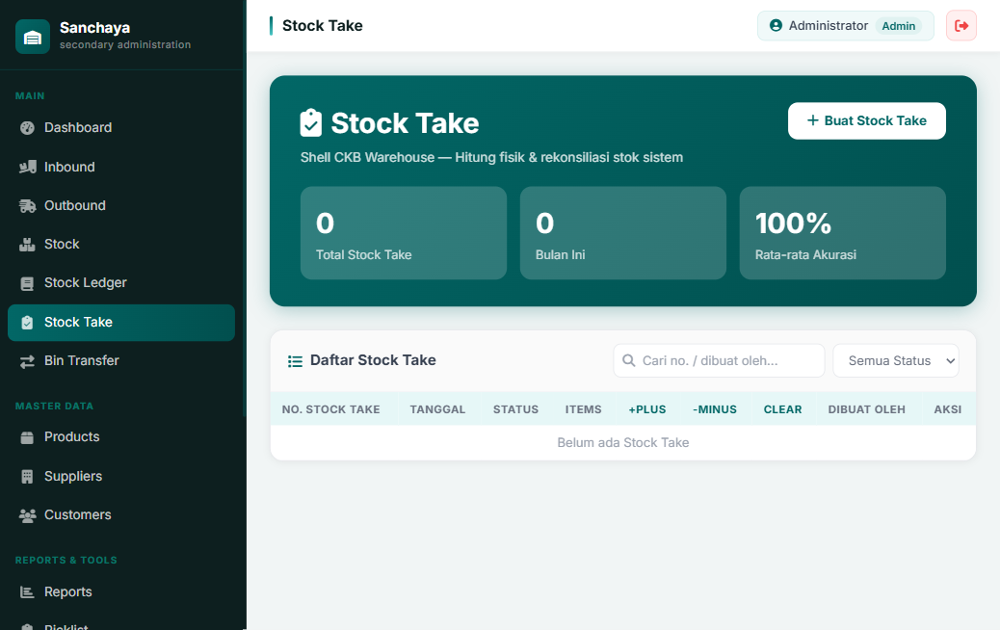 Sanchaya
secondary administration
MAIN
Dashboard
Inbound
Outbound
Stock
Stock Ledger
Stock Take
Bin Transfer
MASTER DATA
Products
Suppliers
Customers
REPORTS & TOOLS
Reports
Picklist
Stock Take
Administrator Admin
Stock Take
+ Buat Stock Take
Shell CKB Warehouse — Hitung fisik & rekonsiliasi stok sistem
0
Total Stock Take
0
Bulan Ini
100%
Rata-rata Akurasi
Daftar Stock Take
Cari no. / dibuat oleh...
Semua Status
NO. STOCK TAKE TANGGAL STATUS ITEMS +PLUS -MINUS CLEAR DIBUAT OLEH AKSI
Belum ada Stock Take